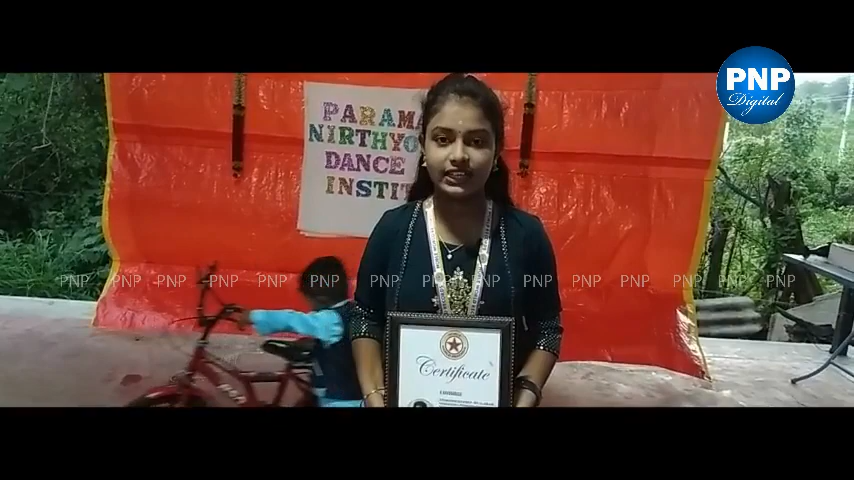 PNP
Digital
PARAMA
NIRTHYO
DANCE
INSTIT
PNP PNP PNP PNP PNP PNP PNP PNP PNP PNP PNP PNP PNP PNP
Certificate